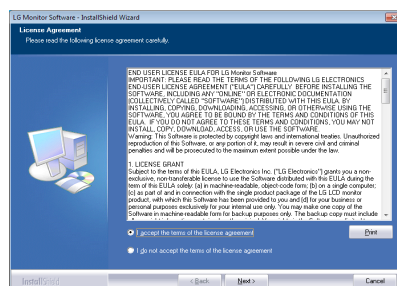 LG Monitor Software - InstallShield Wizard
License Agreement
Please read the following license agreement carefully.
END USER LICENSE EULA FOR LG Monitor Software
IMPORTANT: PLEASE READ THE TERMS OF THE FOLLOWING LG ELECTRONICS
END-USER LICENSE AGREEMENT ("EULA") CAREFULLY BEFORE INSTALLING THE
SOFTWARE, INCLUDING ANY "ONLINE" OR ELECTRONIC DOCUMENTATION
(COLLECTIVELY CALLED "SOFTWARE") DISTRIBUTED WITH THIS EULA. BY
INSTALLING, COPYING, DOWNLOADING, ACCESSING, OR OTHERWISE USING THE
SOFTWARE, YOU AGREE TO BE BOUND BY THE TERMS AND CONDITIONS OF THIS
EULA. IF YOU DO NOT AGREE TO THESE TERMS AND CONDITIONS, YOU MAY NOT
INSTALL, COPY, DOWNLOAD, ACCESS, OR USE THE SOFTWARE.
Warning: This Software is protected by copyright laws and international treaties. Unauthorized
reproduction of this Software, or any portion of it, may result in severe civil and criminal
penalties and will be prosecuted to the maximum extent possible under the law.
1. LICENSE GRANT
Subject to the terms of this EULA, LG Electronics Inc. ("LG Electronics") grants you a non-
exclusive, non-transferable license to use the Software distributed with this EULA during the
term of this EULA solely: (a) in machine-readable, object-code form; (b) on a single computer;
(c) as part of and in connection with the single product package of the LG LCD monitor
product, with which this Software has been provided to you and (d) for your business or
personal purposes exclusively for your internal use only. You may make one copy of the
Software in machine-readable form for backup purposes only. The backup copy must include
I accept the terms of the license agreement
Print
I do not accept the terms of the license agreement
InstallShield
< Back
Next >
Cancel